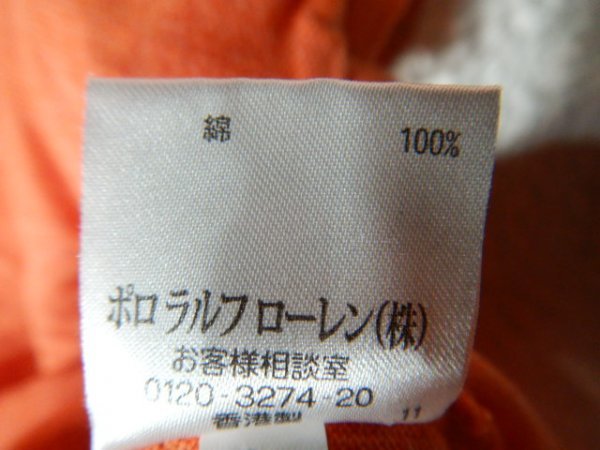 綿 100%
ポロ ラルフ ローレン(株)
お客様相談室
0120-3274-20
香港製 11